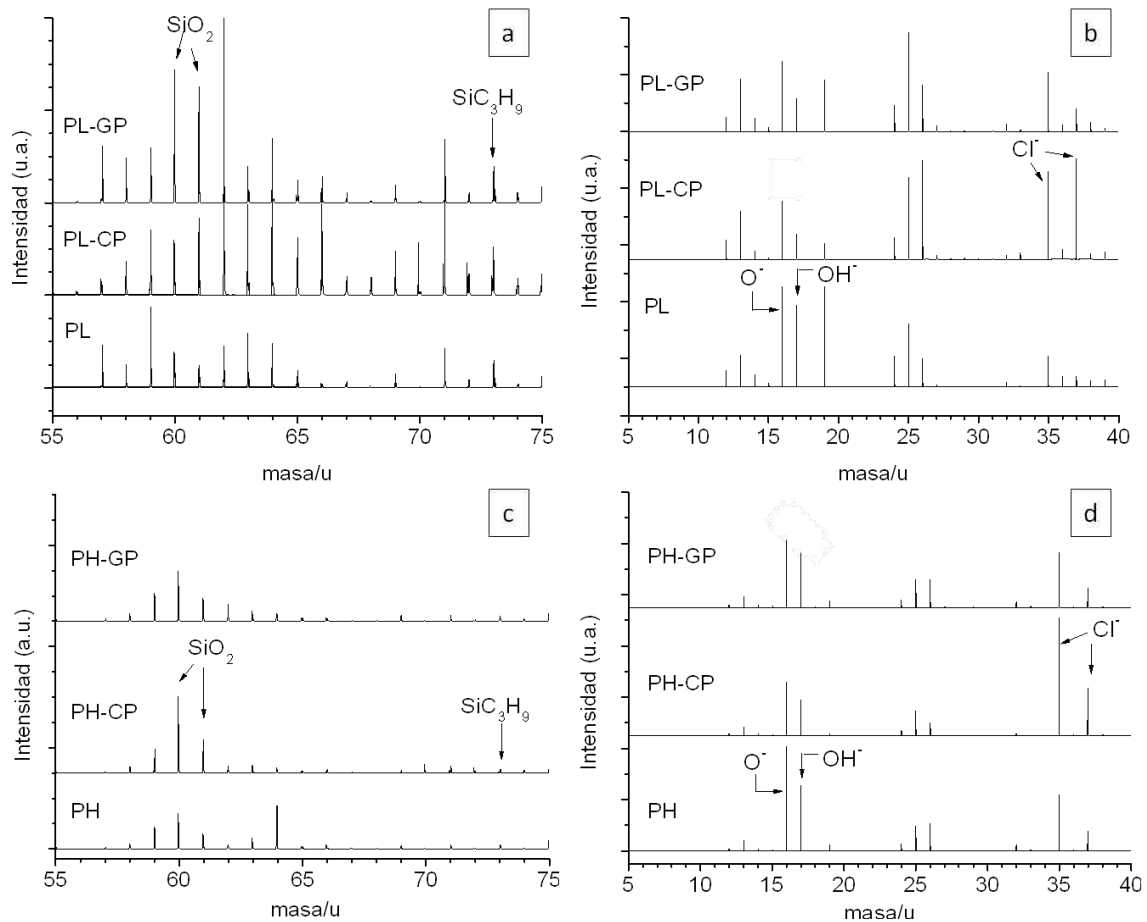 a
SiO2
SiC3H9
PL-GP
PL-CP
PL
Intensidad (u.a.)
55 60 65 70 75
masa/u
b
PL-GP
Cl-
PL-CP
O-
OH-
PL
Intensidad (u.a.)
5 10 15 20 25 30 35 40
masa/u
c
PH-GP
SiO2
SiC3H9
PH-CP
PH
Intensidad (a.u.)
55 60 65 70 75
masa/u
d
PH-GP
Cl-
PH-CP
O-
OH-
PH
Intensidad (u.a.)
5 10 15 20 25 30 35 40
masa/u